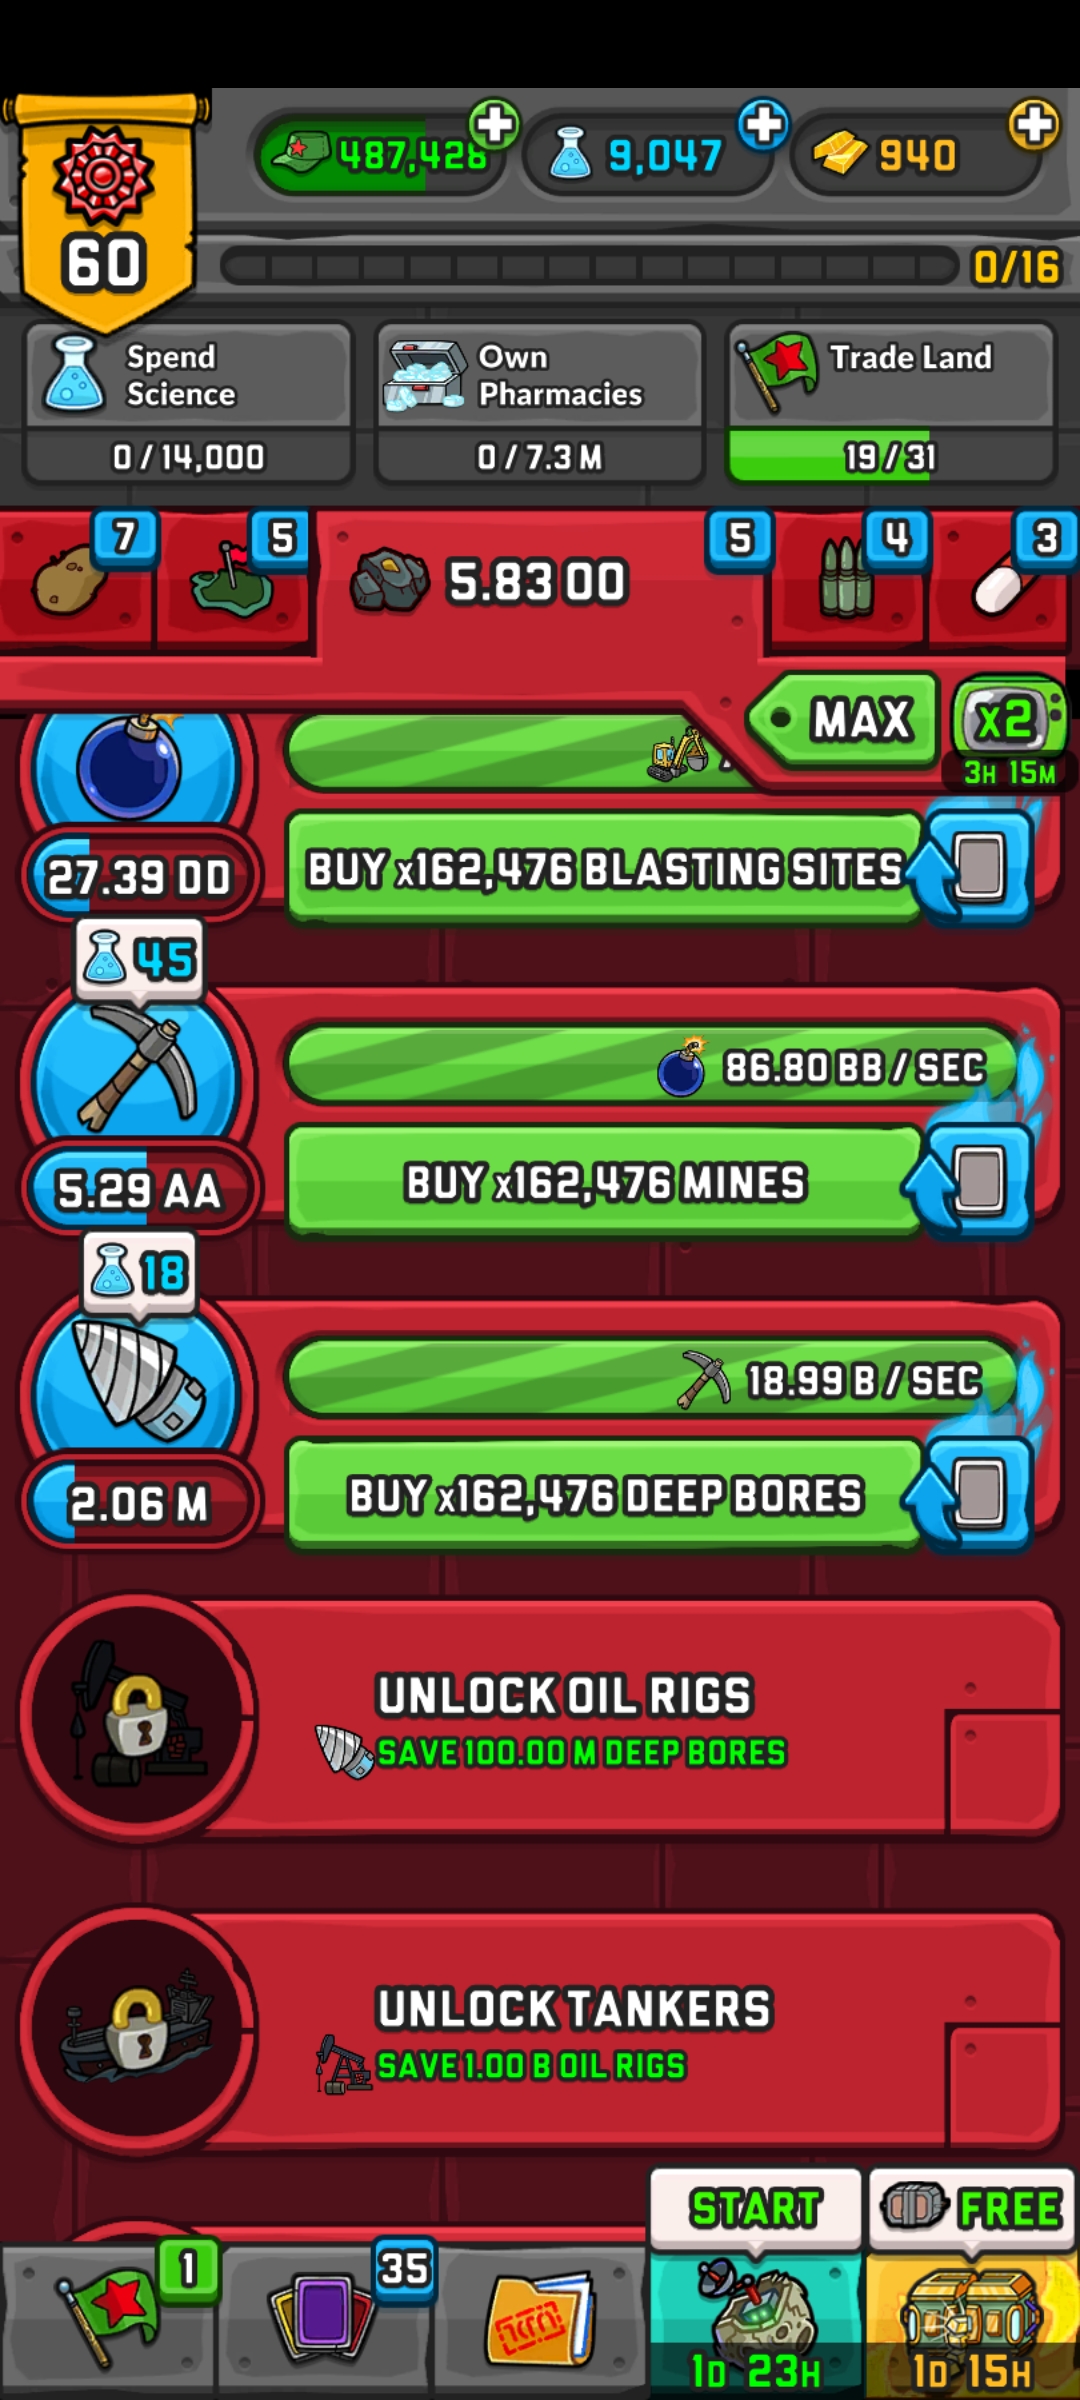 487,428
9,047
940
60
0/16
Spend
Science
0 / 14,000
Own
Pharmacies
0 / 7.3 M
Trade Land
19 / 31
7
5
5.83 OO
5
4
3
MAX
x2
3H 15M
27.39 DD
BUY x162,476 BLASTING SITES
45
86.80 BB / SEC
5.29 AA
BUY x162,476 MINES
18
18.99 B / SEC
2.06 M
BUY x162,476 DEEP BORES
UNLOCK OIL RIGS
SAVE 100.00 M DEEP BORES
UNLOCK TANKERS
SAVE 1.00 B OIL RIGS
START
FREE
1
35
1D 23H
1D 15H